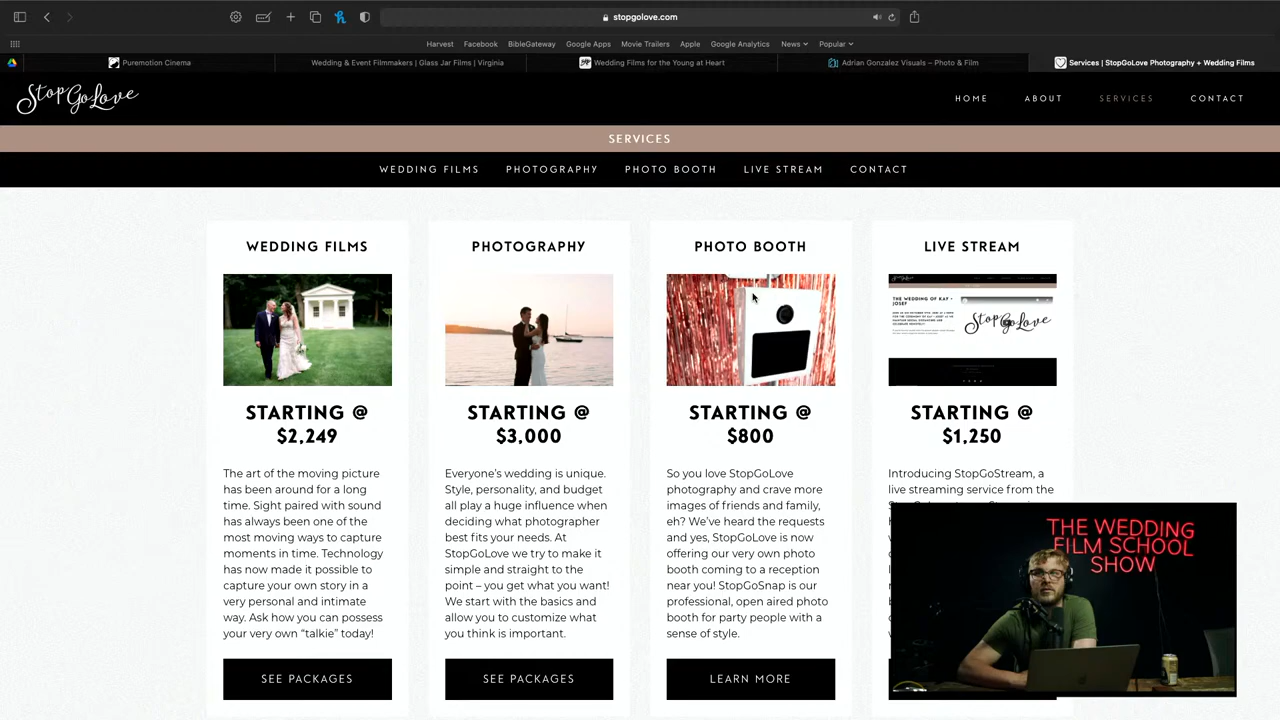 stopgolove.com
Harvest Facebook BibleGateway Google Apps Movie Trailers Apple Google Analytics News Popular
Puremotion Cinema
Wedding & Event Filmmakers | Glass Jar Films | Virginia
Wedding Films for the Young at Heart
Adrian Gonzalez Visuals – Photo & Film
Services | StopGoLove Photography + Wedding Films
StopGoLove
HOME ABOUT SERVICES CONTACT
SERVICES
WEDDING FILMS PHOTOGRAPHY PHOTO BOOTH LIVE STREAM CONTACT
WEDDING FILMS
STARTING @
$2,249
The art of the moving picture
has been around for a long
time. Sight paired with sound
has always been one of the
most moving ways to capture
moments in time. Technology
has now made it possible to
capture your own story in a
very personal and intimate
way. Ask how you can possess
your very own “talkie” today!
SEE PACKAGES
PHOTOGRAPHY
STARTING @
$3,000
Everyone’s wedding is unique.
Style, personality, and budget
all play a huge influence when
deciding what photographer
best fits your needs. At
StopGoLove we try to make it
simple and straight to the
point – you get what you want!
We start with the basics and
allow you to customize what
you think is important.
SEE PACKAGES
PHOTO BOOTH
STARTING @
$800
So you love StopGoLove
photography and crave more
images of friends and family,
eh? We’ve heard the requests
and yes, StopGoLove is now
offering our very own photo
booth coming to a reception
near you! StopGoSnap is our
professional, open aired photo
booth for party people with a
sense of style.
LEARN MORE
LIVE STREAM
THE WEDDING OF KAY +
JOSEF
StopGoLove
STARTING @
$1,250
Introducing StopGoStream, a
live streaming service from the
THE WEDDING
FILM SCHOOL
SHOW